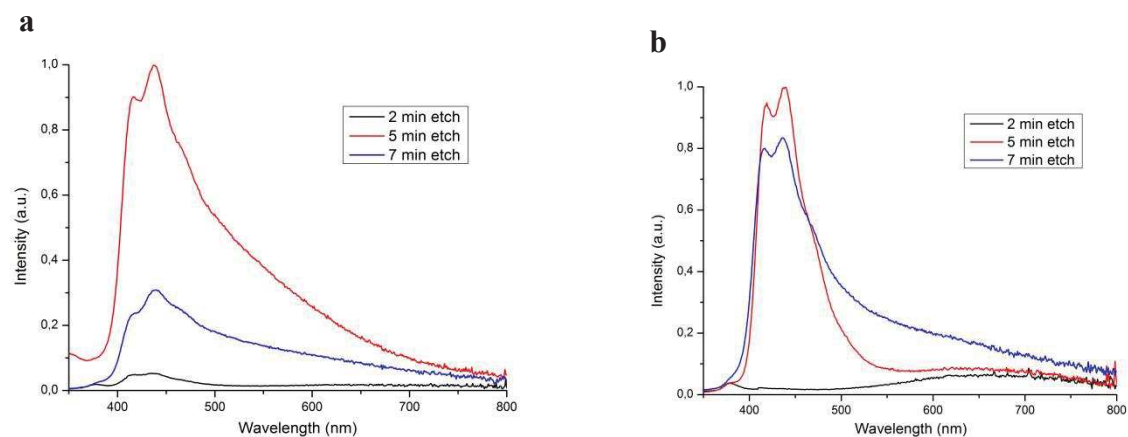 a
1,0
0,8
0,6
0,4
0,2
0,0
Intensity (a.u.)
2 min etch
5 min etch
7 min etch
400 500 600 700 800
Wavelength (nm)
b
1,0
0,8
0,6
0,4
0,2
0,0
Intensity (a.u.)
2 min etch
5 min etch
7 min etch
400 500 600 700 800
Wavelength (nm)